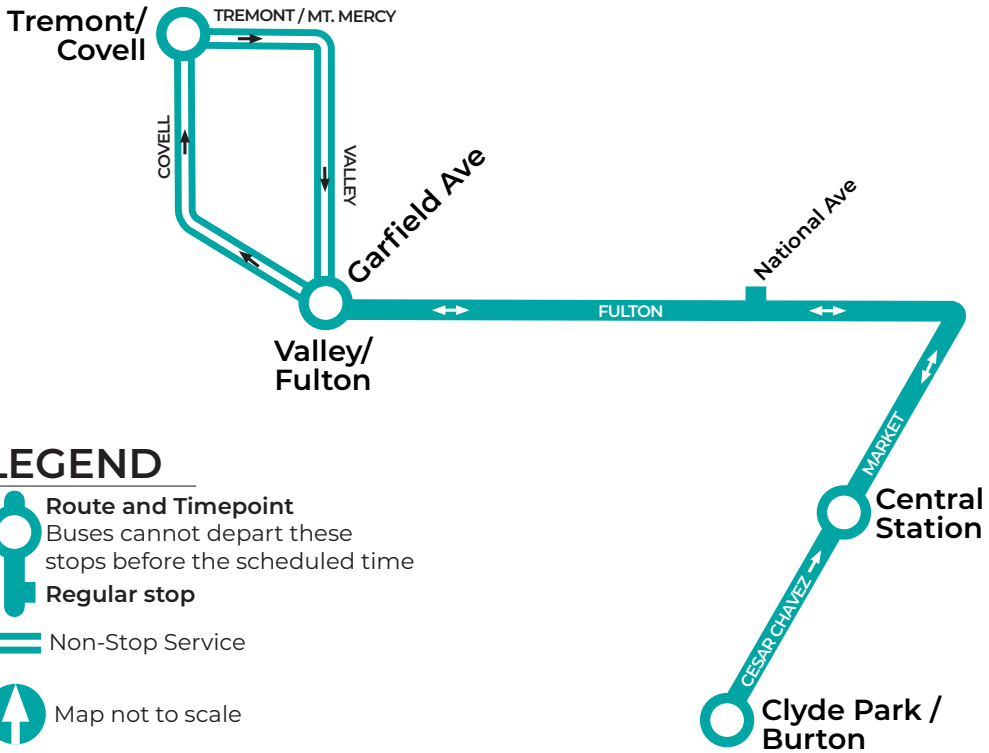 Tremont/
Covell
TREMONT / MT. MERCY
COVELL
VALLEY
Garfield Ave
National Ave
FULTON
Valley/
Fulton
MARKET
Central
Station
CESAR CHAVEZ
Clyde Park /
Burton
LEGEND
Route and Timepoint
Buses cannot depart these
stops before the scheduled time
Regular stop
Non-Stop Service
Map not to scale